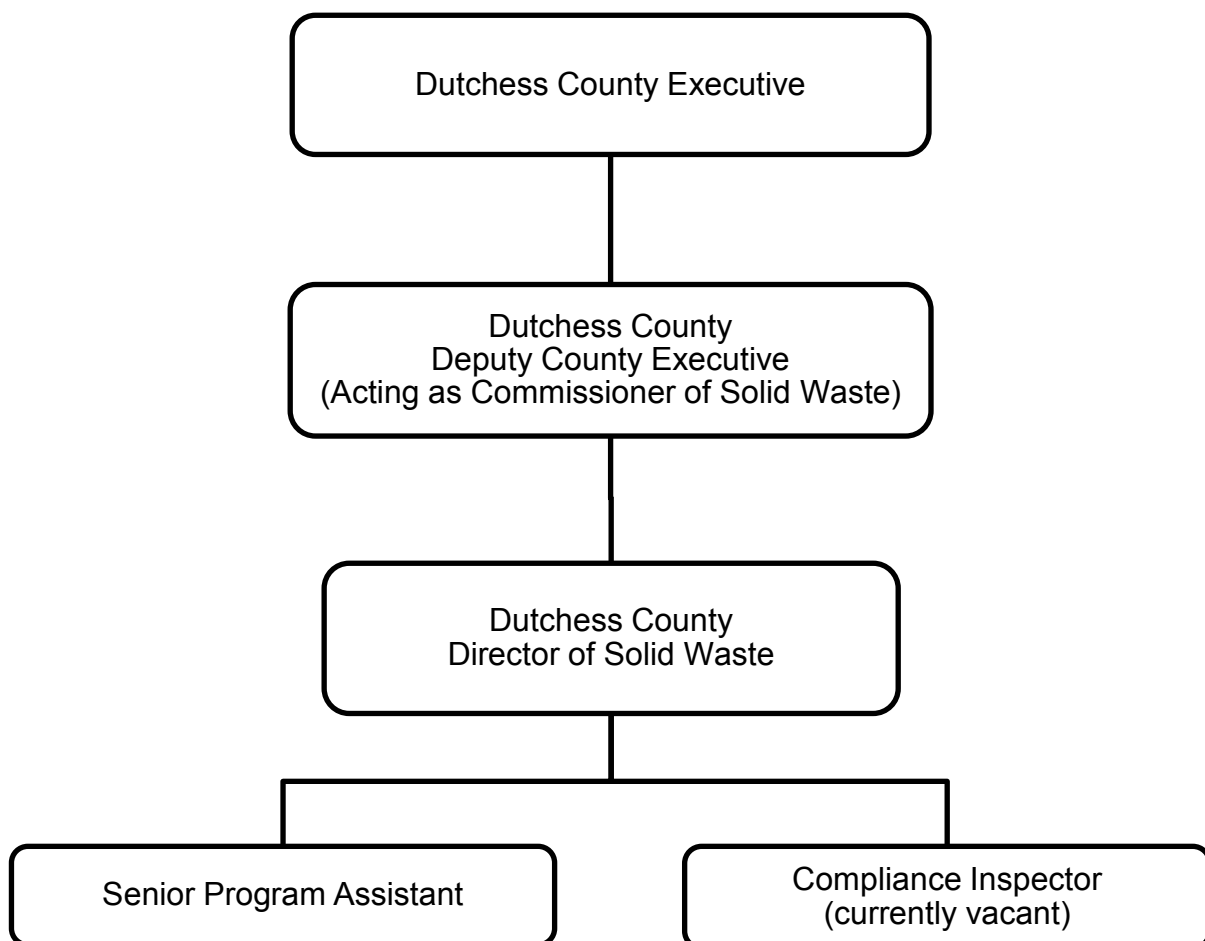 Dutchess County Executive
Dutchess County
Deputy County Executive
(Acting as Commissioner of Solid Waste)
Dutchess County
Director of Solid Waste
Senior Program Assistant
Compliance Inspector
(currently vacant)